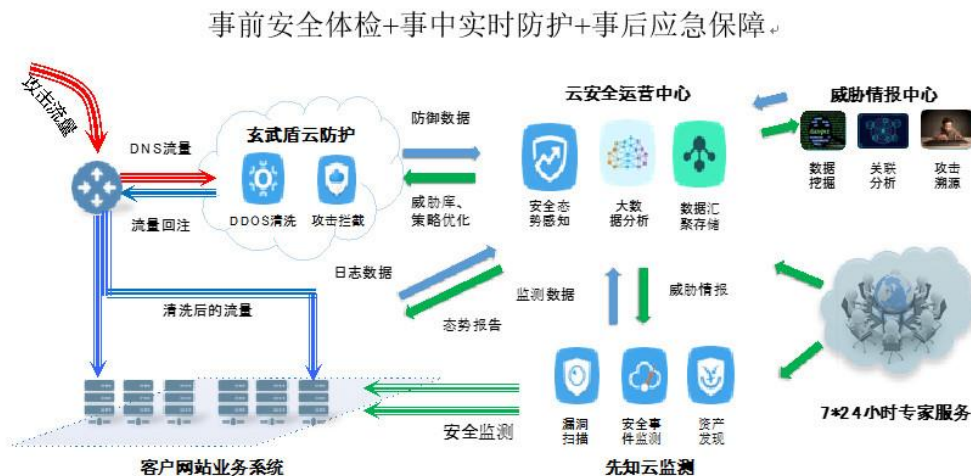 事前安全体检+事中实时防护+事后应急保障
攻击流量
DNS流量
流量回注
玄武盾云防护
DDOS清洗
攻击拦截
防御数据
威胁库、
策略优化
云安全运营中心
安全态
势感知
大数
据分析
数据汇
聚存储
威胁情报中心
数据
挖掘
关联
分析
攻击
溯源
日志数据
态势报告
监测数据
威胁情报
清洗后的流量
7*24小时专家服务
安全监测
漏洞
扫描
安全事
件监测
资产
发现
客户网站业务系统
先知云监测